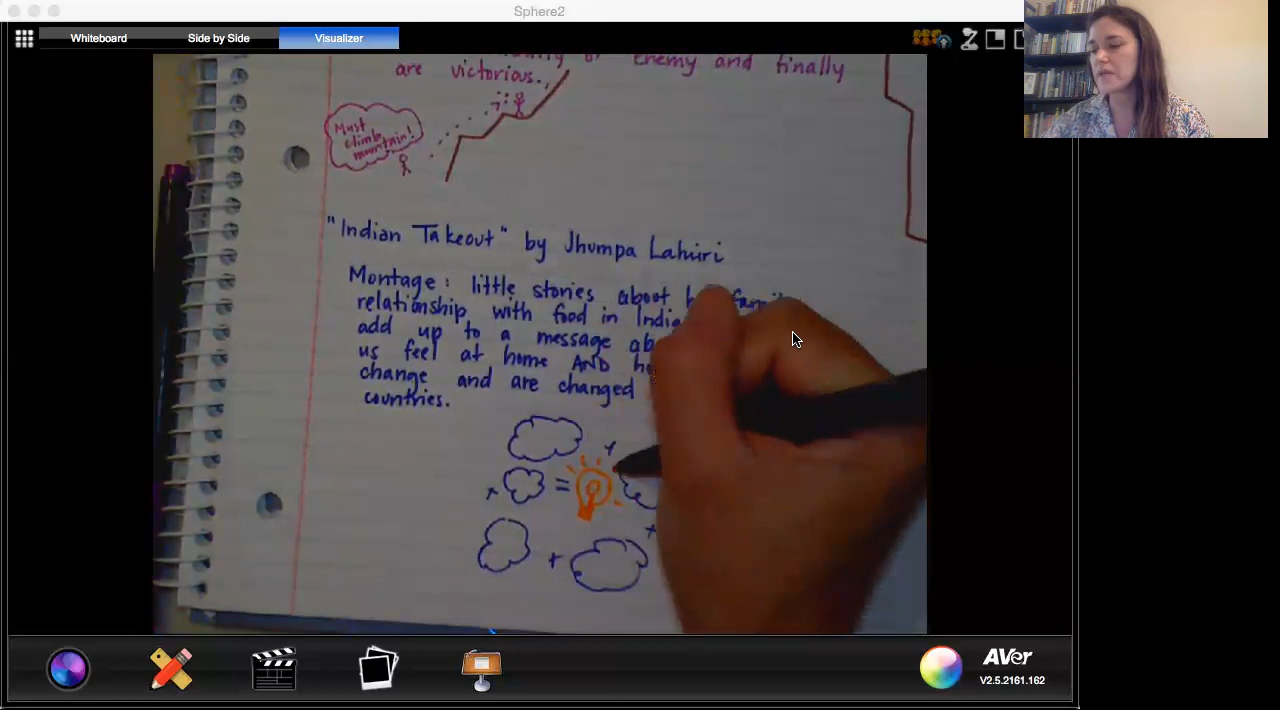 Sphere2
Whiteboard Side by Side Visualizer
of enemy and finally
are victorious.
Must
climb
mountain!
"Indian Takeout" by Jhumpa Lahiri
Montage: little stories about
relationship with food in India
add up to a message
us feel at home AND
change and are changed
countries.
+
+ =
+
+
AVer
V2.5.2161.162